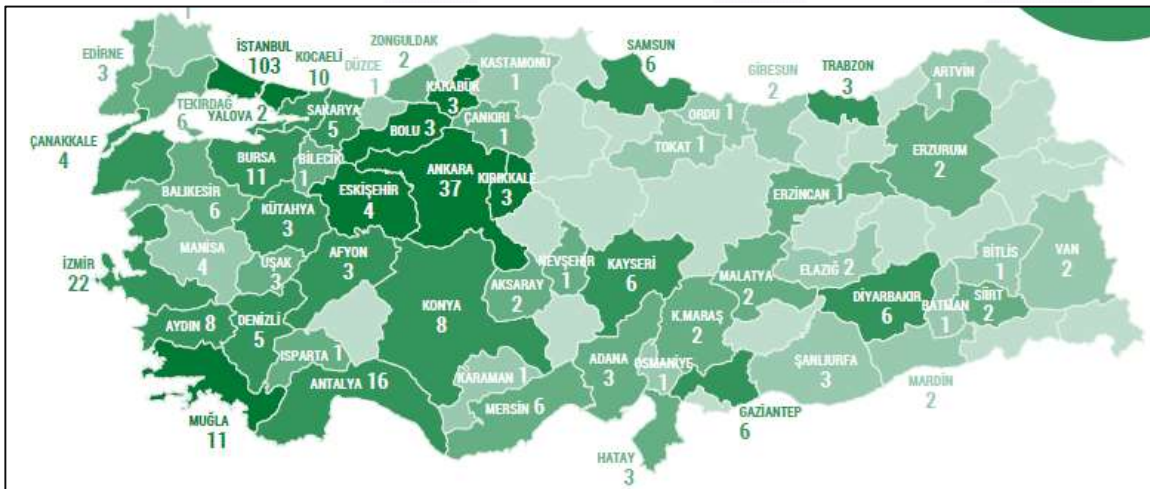 1
EDİRNE
3
İSTANBUL
103
KOCAELİ
10
ZONGULDAK
2
DÜZCE
1
KASTAMONU
1
SAMSUN
6
GİRESUN
2
TRABZON
3
ARTVİN
1
TEKİRDAĞ
6
YALOVA 2
SAKARYA
5
KARABÜK
3
BOLU 3
ÇANKIRI
1
ORDU 1
TOKAT 1
ERZURUM
2
ÇANAKKALE
4
BURSA
11
BİLECİK
1
ANKARA
37
KIRIKKALE
3
ESKİŞEHİR
4
BALIKESİR
6
KÜTAHYA
3
ERZİNCAN 1
İZMİR
22
MANİSA
4
UŞAK
3
AFYON
3
KONYA
8
AKSARAY
2
NEVŞEHİR
1
KAYSERİ
6
MALATYA
2
ELAZIĞ 2
DİYARBAKIR
6
BİTLİS
1
VAN
2
BATMAN
1
SİİRT
2
AYDIN 8
DENİZLİ
5
ISPARTA 1
ANTALYA 16
KARAMAN 1
MERSİN 6
ADANA
3
K.MARAŞ
2
OSMANİYE
1
ŞANLIURFA
3
MARDİN
2
MUĞLA
11
GAZİANTEP
6
HATAY
3